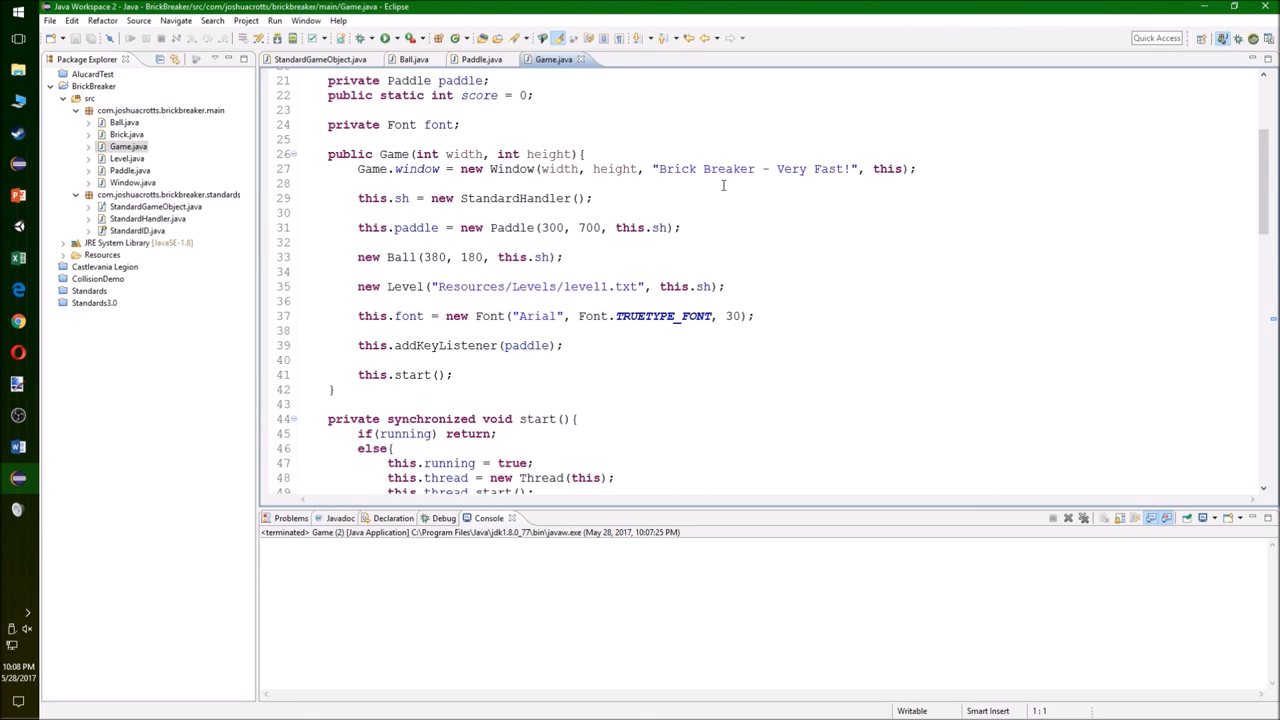 Java Workspace 2 - Java - BrickBreaker/src/com/joshuacrotts/brickbreaker/main/Game.java - Eclipse
File Edit Refactor Source Navigate Search Project Run Window Help
Quick Access
Package Explorer
StandardGameObject.java Ball.java Paddle.java Game.java
AlucardTest
BrickBreaker
src
com.joshuacrotts.brickbreaker.main
Ball.java
Brick.java
Game.java
Level.java
Paddle.java
Window.java
com.joshuacrotts.brickbreaker.standards
StandardGameObject.java
StandardHandler.java
StandardID.java
JRE System Library [JavaSE-1.8]
Resources
Castlevania Legion
CollisionDemo
Standards
Standards3.0
21 private Paddle paddle;
22 public static int score = 0;
23
24 private Font font;
25
26 public Game(int width, int height){
27 Game.window = new Window(width, height, "Brick Breaker - Very Fast!", this);
28
29 this.sh = new StandardHandler();
30
31 this.paddle = new Paddle(300, 700, this.sh);
32
33 new Ball(380, 180, this.sh);
34
35 new Level("Resources/Levels/level1.txt", this.sh);
36
37 this.font = new Font("Arial", Font.TRUETYPE_FONT, 30);
38
39 this.addKeyListener(paddle);
40
41 this.start();
42 }
43
44 private synchronized void start(){
45 if(running) return;
46 else{
47 this.running = true;
48 this.thread = new Thread(this);
49 this.thread.start();
Problems Javadoc Declaration Debug Console
<terminated> Game (2) [Java Application] C:\Program Files\Java\jdk1.8.0_77\bin\javaw.exe (May 28, 2017, 10:07:25 PM)
Writable Smart Insert 1 : 1
10:08 PM
5/28/2017